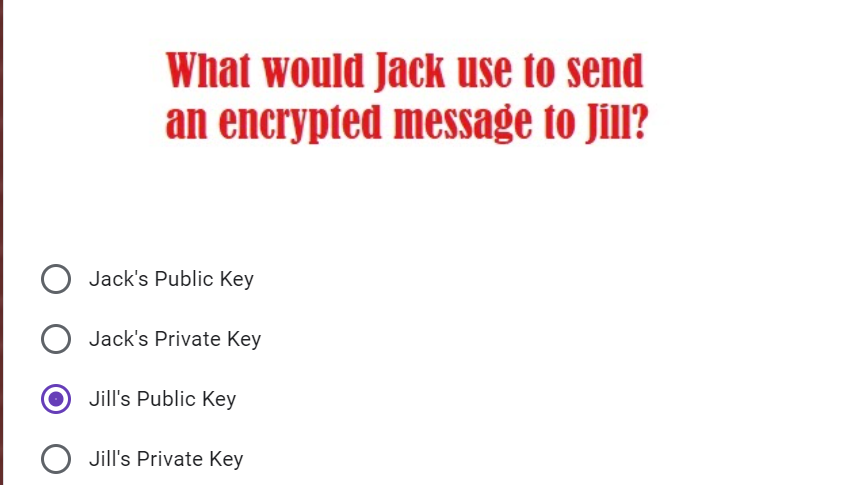 What would Jack use to send
an encrypted message to Jill?
Jack's Public Key
Jack's Private Key
Jill's Public Key
Jill's Private Key